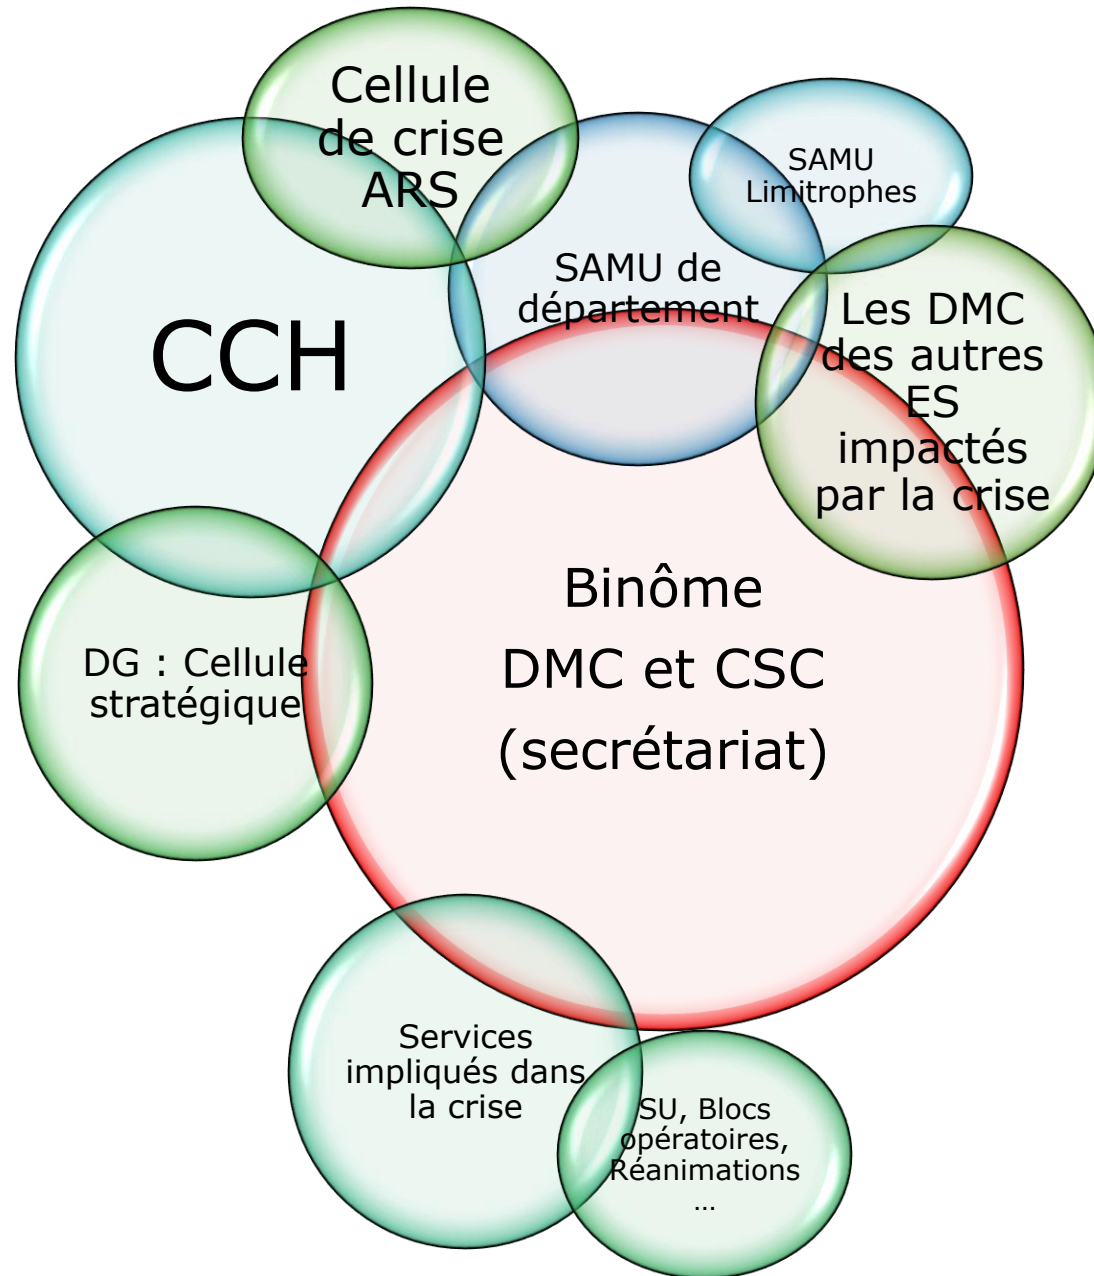 Cellule
de crise
ARS
SAMU
Limitrophes
SAMU de
département
Les DMC
des autres
ES
impactés
par la crise
CCH
Binôme
DMC et CSC
(secrétariat)
DG : Cellule
stratégique
Services
impliqués dans
la crise
SU, Blocs
opératoires,
Réanimations
...